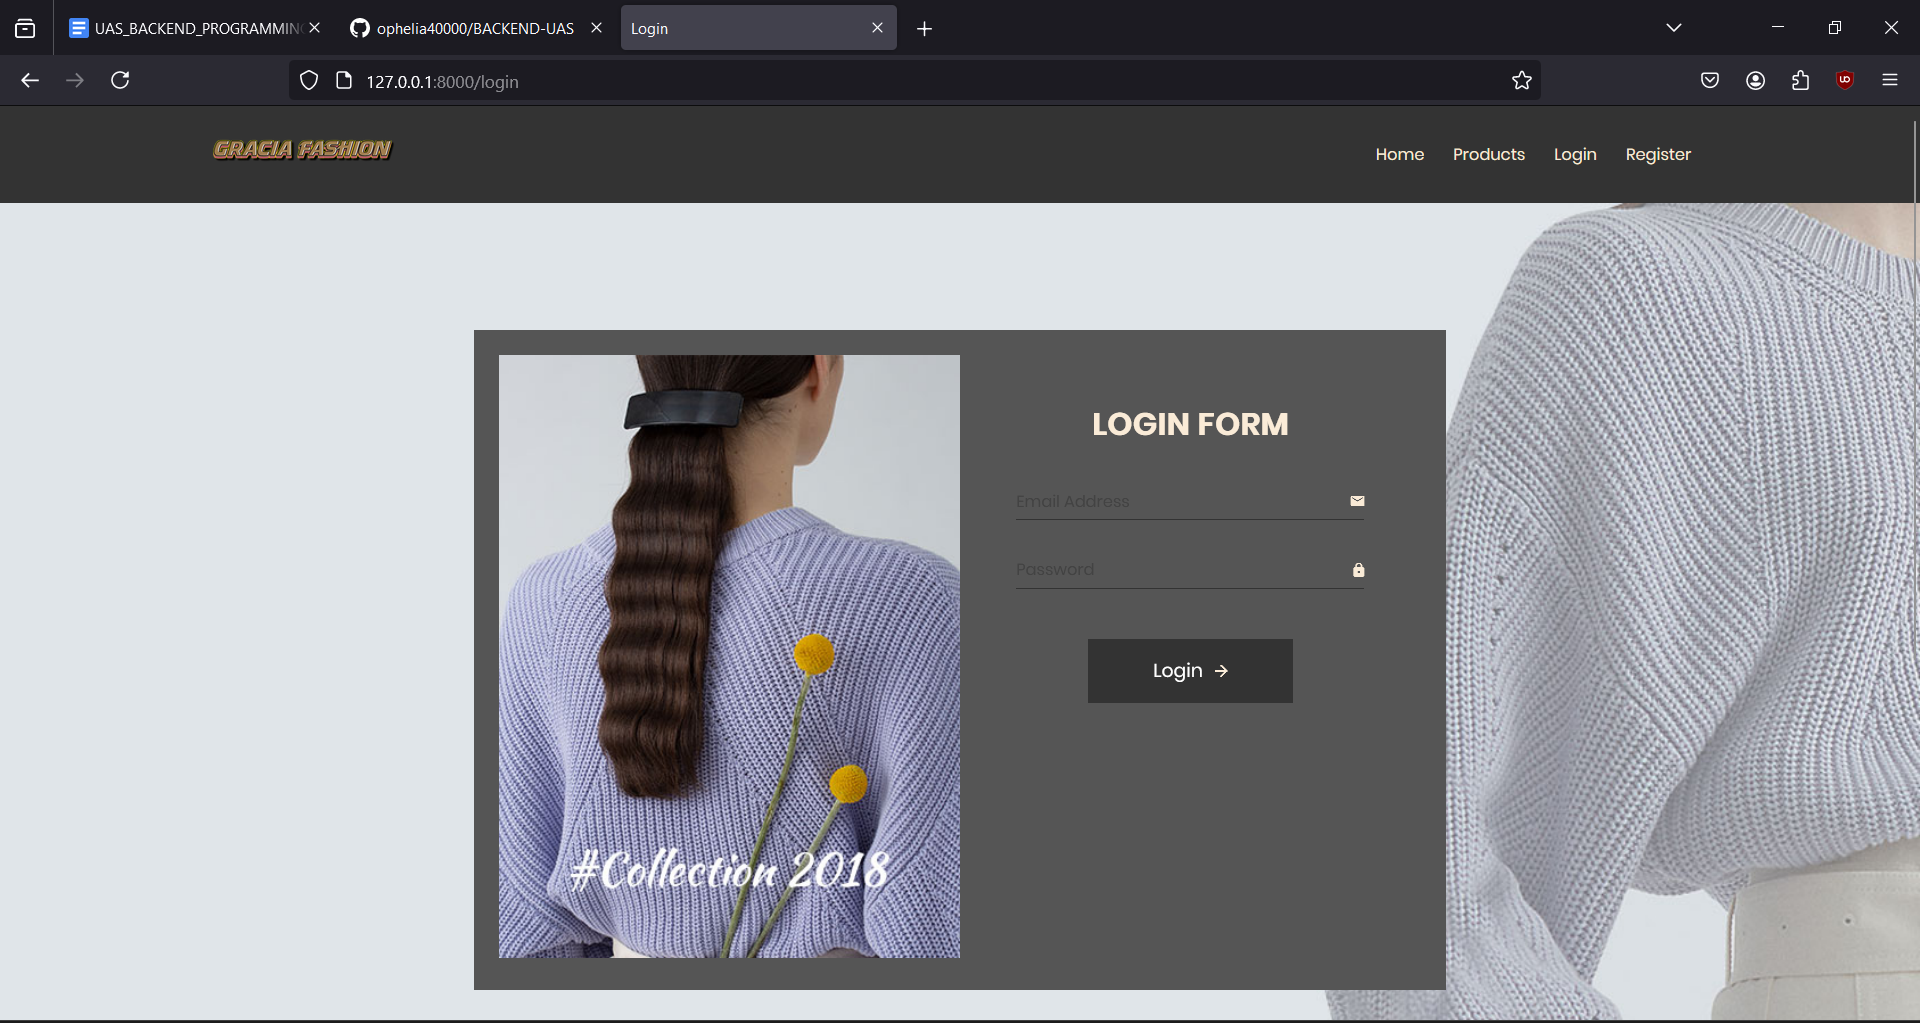 UAS_BACKEND_PROGRAMMING
ophelia40000/BACKEND-UAS
Login
127.0.0.1:8000/login
GRACIA FASHION
Home
Products
Login
Register
LOGIN FORM
Email Address
Password
Login
#Collection 2018